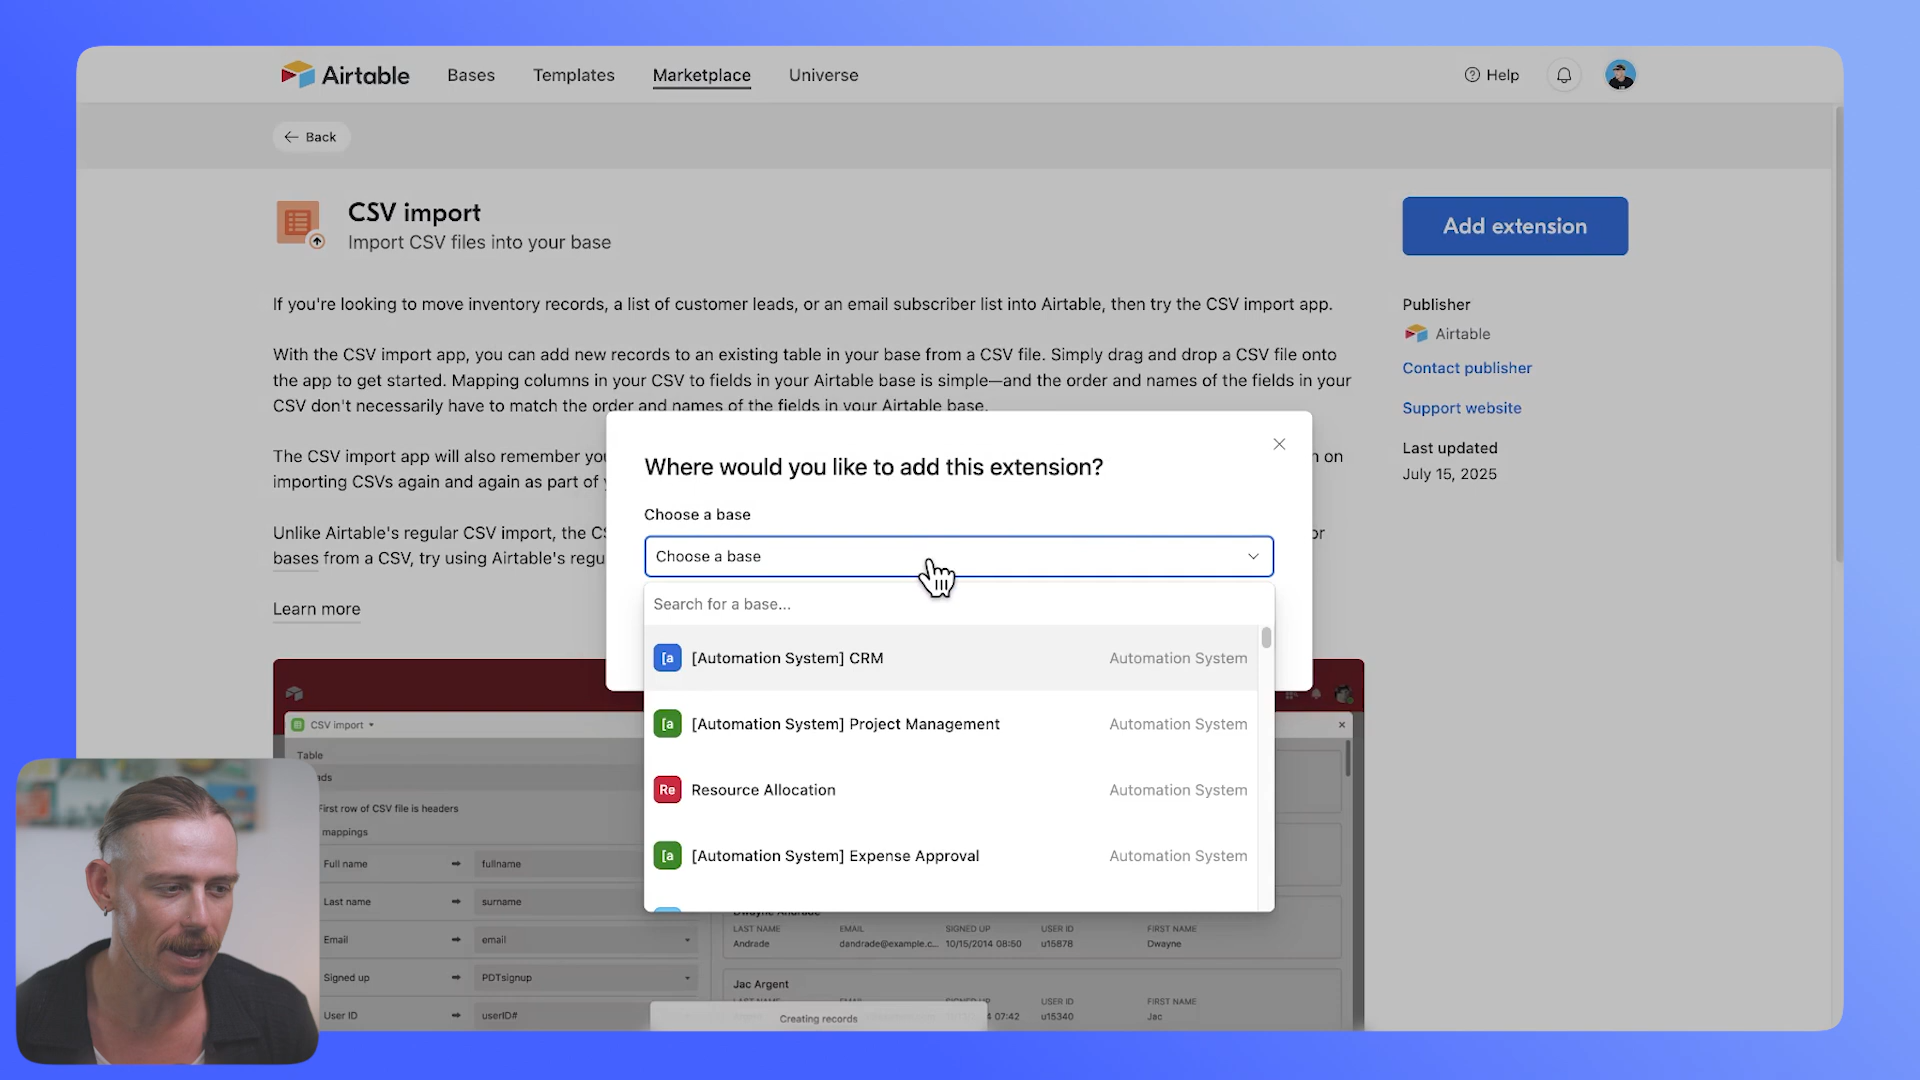 Airtable
Bases
Templates
Marketplace
Universe
Help
Back
CSV import
Import CSV files into your base
Add extension
If you're looking to move inventory records, a list of customer leads, or an email subscriber list into Airtable, then try the CSV import app.
With the CSV import app, you can add new records to an existing table in your base from a CSV file. Simply drag and drop a CSV file onto
the app to get started. Mapping columns in your CSV to fields in your Airtable base is simple—and the order and names of the fields in your
CSV don't necessarily have to match the order and names of the fields in your Airtable base.
The CSV import app will also remember
n on
importing CSVs again and again as part of
Unlike Airtable's regular CSV import, the
or
bases from a CSV, try using Airtable's
Learn more
Publisher
Airtable
Contact publisher
Support website
Last updated
July 15, 2025
Where would you like to add this extension?
Choose a base
Choose a base
Search for a base...
[a [Automation System] CRM Automation System
[a [Automation System] Project Management Automation System
Re Resource Allocation Automation System
[a [Automation System] Expense Approval Automation System
CSV import
Table
First row of CSV file is headers
mappings
Full name fullname
Last name surname
Email email
Signed up PDTsignup
User ID userID#
Dwayne Andrade
LAST NAME EMAIL SIGNED UP USER ID FIRST NAME
Andrade dandrade@example.c... 10/15/2014 08:50 u15878 Dwayne
Jac Argent
USER ID FIRST NAME
07:42 u15340 Jac
Creating records